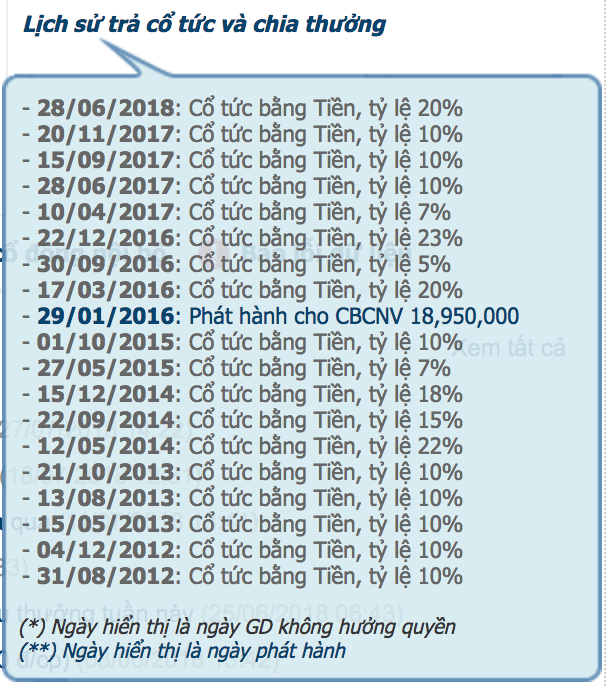 Lịch sử trả cổ tức và chia thưởng
- 28/06/2018: Cổ tức bằng Tiền, tỷ lệ 20%
- 20/11/2017: Cổ tức bằng Tiền, tỷ lệ 10%
- 15/09/2017: Cổ tức bằng Tiền, tỷ lệ 10%
- 28/06/2017: Cổ tức bằng Tiền, tỷ lệ 10%
- 10/04/2017: Cổ tức bằng Tiền, tỷ lệ 7%
- 22/12/2016: Cổ tức bằng Tiền, tỷ lệ 23%
- 30/09/2016: Cổ tức bằng Tiền, tỷ lệ 5%
- 17/03/2016: Cổ tức bằng Tiền, tỷ lệ 20%
- 29/01/2016: Phát hành cho CBCNV 18,950,000
- 01/10/2015: Cổ tức bằng Tiền, tỷ lệ 10%
Xem tất cả
- 27/05/2015: Cổ tức bằng Tiền, tỷ lệ 7%
- 15/12/2014: Cổ tức bằng Tiền, tỷ lệ 18%
- 22/09/2014: Cổ tức bằng Tiền, tỷ lệ 15%
- 12/05/2014: Cổ tức bằng Tiền, tỷ lệ 22%
- 21/10/2013: Cổ tức bằng Tiền, tỷ lệ 10%
- 13/08/2013: Cổ tức bằng Tiền, tỷ lệ 10%
- 15/05/2013: Cổ tức bằng Tiền, tỷ lệ 10%
- 04/12/2012: Cổ tức bằng Tiền, tỷ lệ 10%
- 31/08/2012: Cổ tức bằng Tiền, tỷ lệ 10%
thưởng tuần này (25/06/2018 06:43)
(*) Ngày hiển thị là ngày GD không hưởng quyền
(**) Ngày hiển thị là ngày phát hành